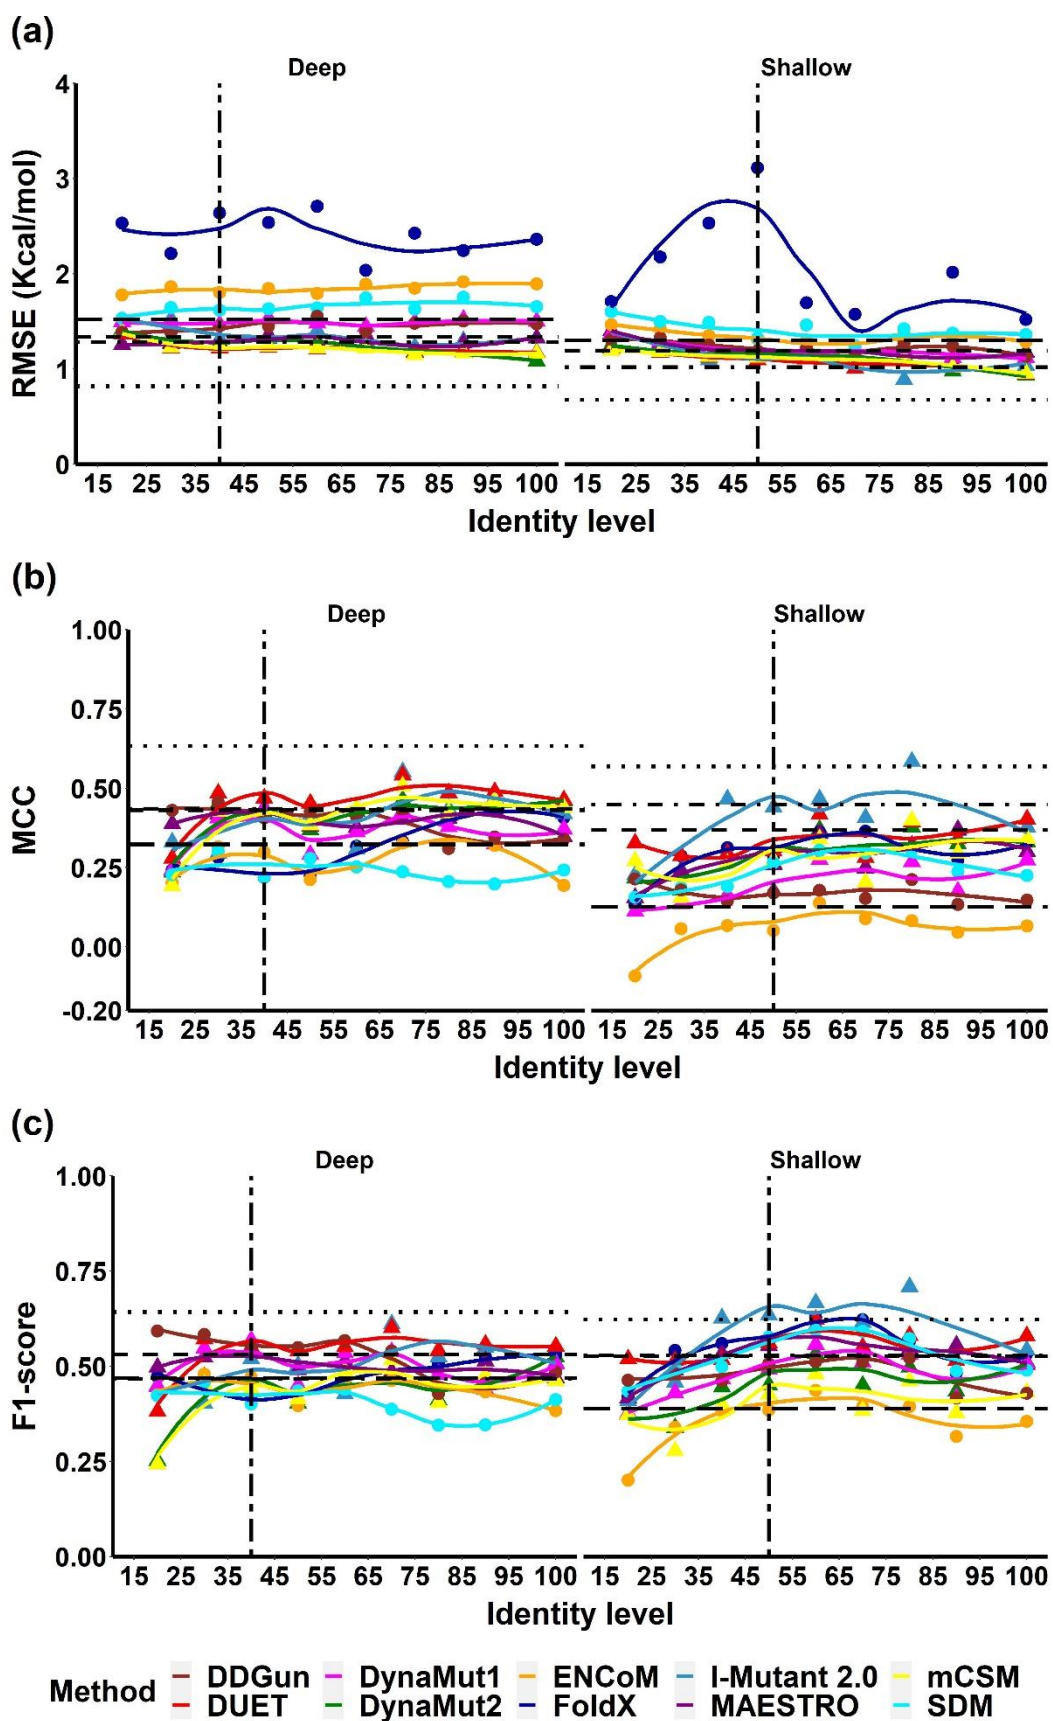 (a)
Deep Shallow
4
3
2
1
0
RMSE (Kcal/mol)
15 25 35 45 55 65 75 85 95 100 15 25 35 45 55 65 75 85 95 100
Identity level
(b)
Deep Shallow
1.00
0.75
0.50
0.25
0.00
-0.20
MCC
15 25 35 45 55 65 75 85 95 100 15 25 35 45 55 65 75 85 95 100
Identity level
(c)
Deep Shallow
1.00
0.75
0.50
0.25
0.00
F1-score
15 25 35 45 55 65 75 85 95 100 15 25 35 45 55 65 75 85 95 100
Identity level
Method
DDGun DynaMut1 ENCoM I-Mutant 2.0 mCSM
DUET DynaMut2 FoldX MAESTRO SDM